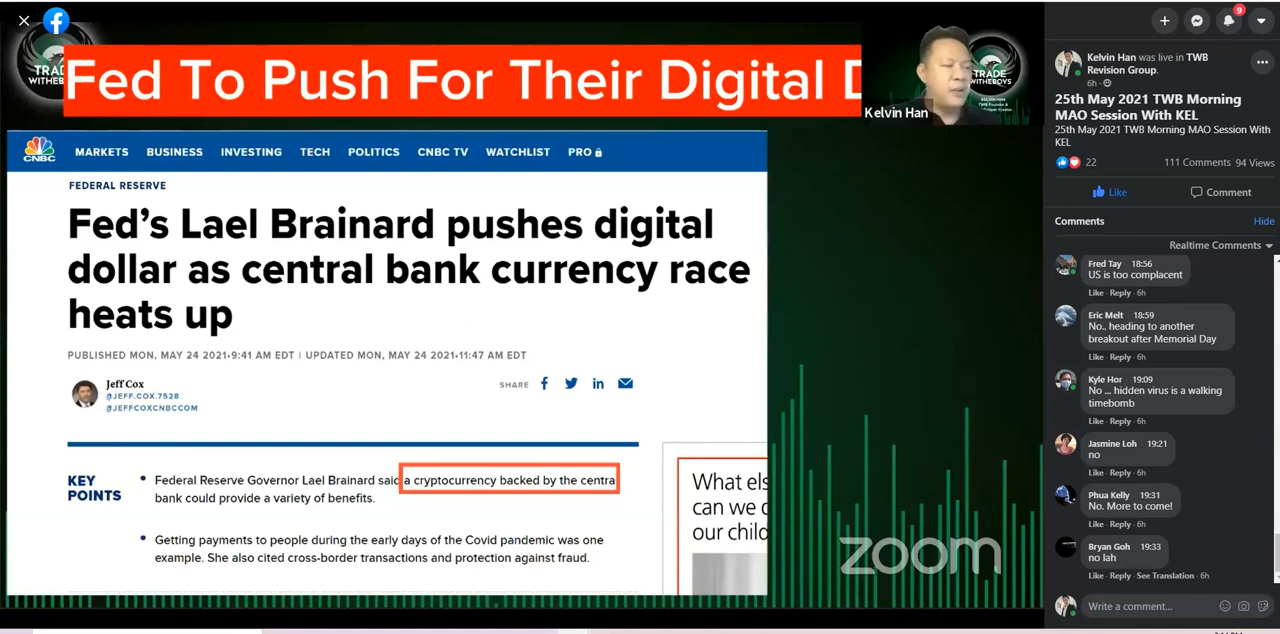 TRADE
WITHEBOYS
Fed To Push For Their Digital D
TRADE
WITHEBOYS
Kelvin Han
CNBC
MARKETS BUSINESS INVESTING TECH POLITICS CNBC TV WATCHLIST PRO
FEDERAL RESERVE
Fed’s Lael Brainard pushes digital
dollar as central bank currency race
heats up
PUBLISHED MON, MAY 24 2021•9:41 AM EDT | UPDATED MON, MAY 24 2021•11:47 AM EDT
Jeff Cox
@JEFF.COX.7528
@JEFFCOXCNBCCOM
SHARE
KEY
POINTS
• Federal Reserve Governor Lael Brainard said a cryptocurrency backed by the centra
bank could provide a variety of benefits.
• Getting payments to people during the early days of the Covid pandemic was one
example. She also cited cross-border transactions and protection against fraud.
What els
can we d
our child
zoom
9
Kelvin Han was live in TWB
Revision Group.
6h
25th May 2021 TWB Morning
MAO Session With KEL
25th May 2021 TWB Morning MAO Session With
KEL
22 111 Comments 94 Views
Like Comment
Comments Hide
Realtime Comments
Fred Tay 18:56
US is too complacent
Like · Reply · 6h
Eric Melt 18:59
No.. heading to another
breakout after Memorial Day
Like · Reply · 6h
Kyle Hor 19:09
No ... hidden virus is a walking
timebomb
Like · Reply · 6h
Jasmine Loh 19:21
no
Like · Reply · 6h
Phua Kelly 19:31
No. More to come!
Like · Reply · 6h
Bryan Goh 19:33
no lah
Like · Reply · See Translation · 6h
Write a comment...